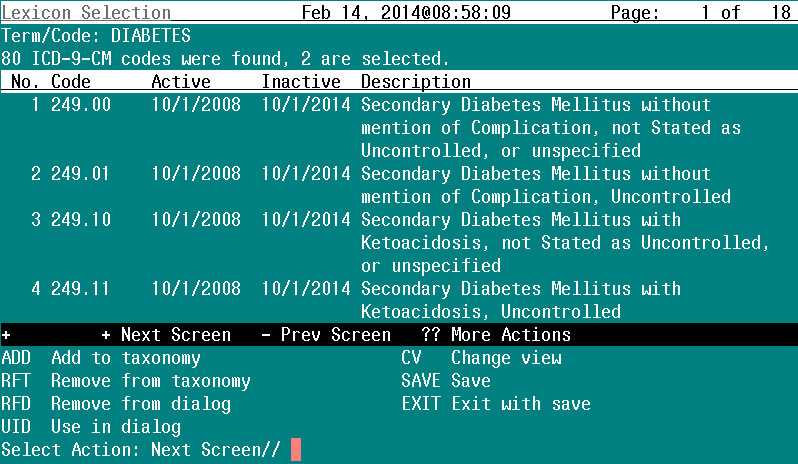 Lexicon Selection Feb 14, 2014@08:58:09 Page: 1 of 18
Term/Code: DIABETES
80 ICD-9-CM codes were found, 2 are selected.
No. Code Active Inactive Description
1 249.00 10/1/2008 10/1/2014 Secondary Diabetes Mellitus without
mention of Complication, not Stated as
Uncontrolled, or unspecified
2 249.01 10/1/2008 10/1/2014 Secondary Diabetes Mellitus without
mention of Complication, Uncontrolled
3 249.10 10/1/2008 10/1/2014 Secondary Diabetes Mellitus with
Ketoacidosis, not Stated as Uncontrolled,
or unspecified
4 249.11 10/1/2008 10/1/2014 Secondary Diabetes Mellitus with
Ketoacidosis, Uncontrolled
+ + Next Screen - Prev Screen ?? More Actions
ADD Add to taxonomy CV Change view
RFT Remove from taxonomy SAVE Save
RFD Remove from dialog EXIT Exit with save
UID Use in dialog
Select Action: Next Screen//